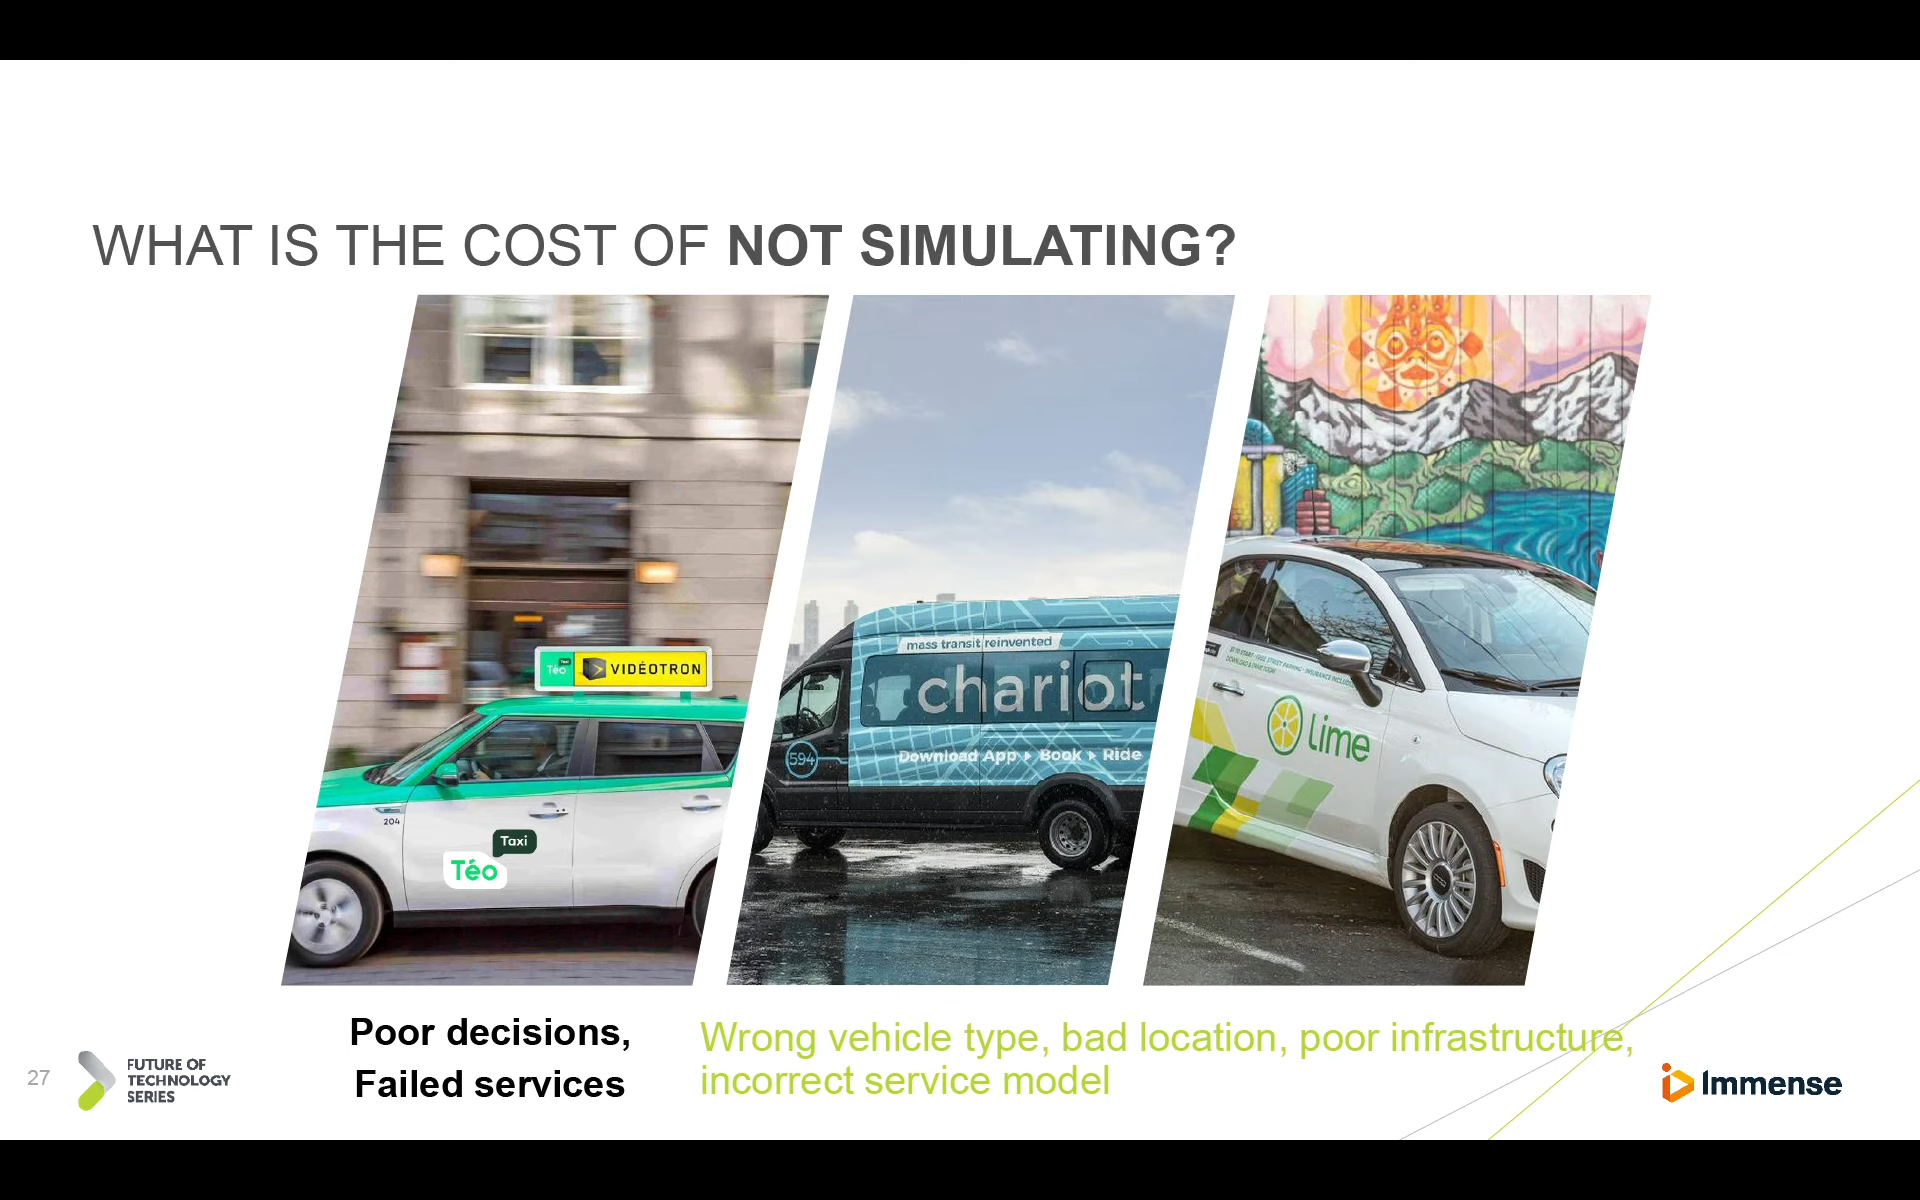 WHAT IS THE COST OF NOT SIMULATING?
Téo Taxi
VIDÉOTRON
204
Taxi
Téo
mass transit reinvented
chariot
594
Download App ▸ Book ▸ Ride
lime
Poor decisions,
Failed services
Wrong vehicle type, bad location, poor infrastructure,
incorrect service model
27
FUTURE OF
TECHNOLOGY
SERIES
Immense